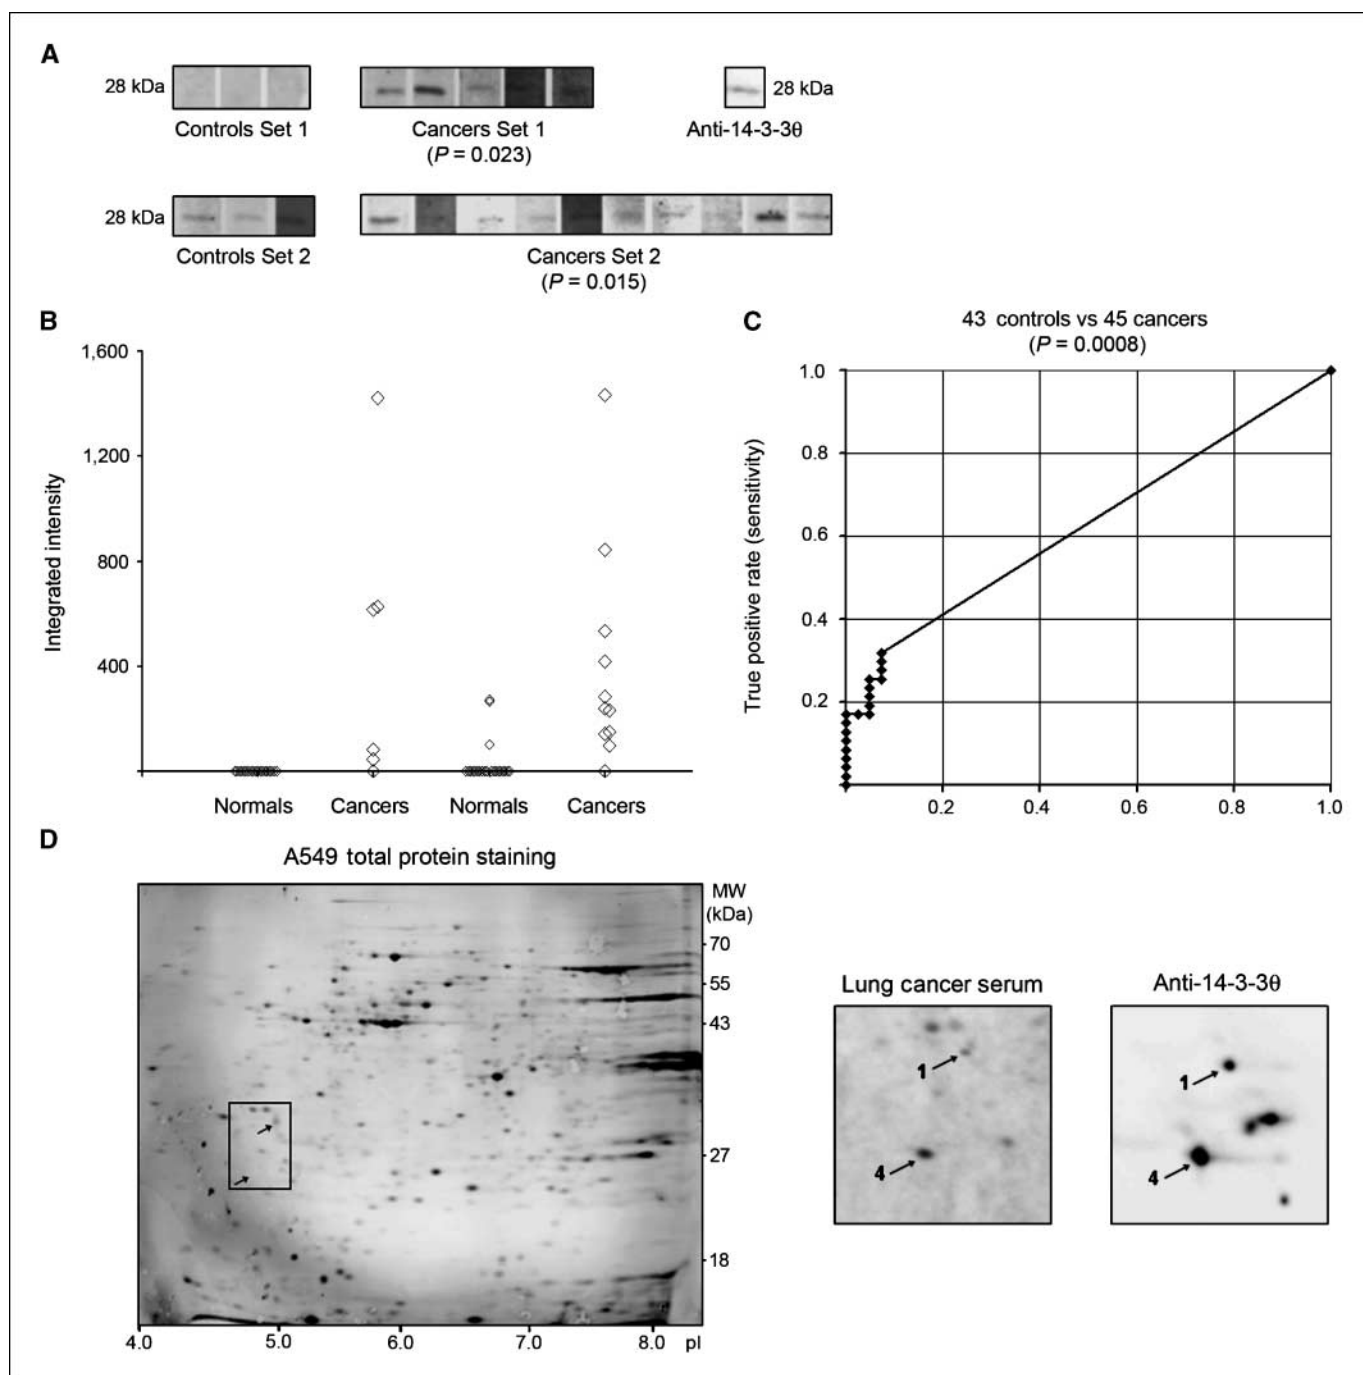 A
28 kDa
Controls Set 1
Cancers Set 1
(P = 0.023)
28 kDa
Anti-14-3-3θ
28 kDa
Controls Set 2
Cancers Set 2
(P = 0.015)
B
Integrated intensity
1,600
1,200
800
400
Normals Cancers Normals Cancers
C
43 controls vs 45 cancers
(P = 0.0008)
True positive rate (sensitivity)
1.0
0.8
0.6
0.4
0.2
0.2 0.4 0.6 0.8 1.0
D
A549 total protein staining
MW
(kDa)
70
55
43
27
18
4.0 5.0 6.0 7.0 8.0 pI
Lung cancer serum
1
4
Anti-14-3-3θ
1
4